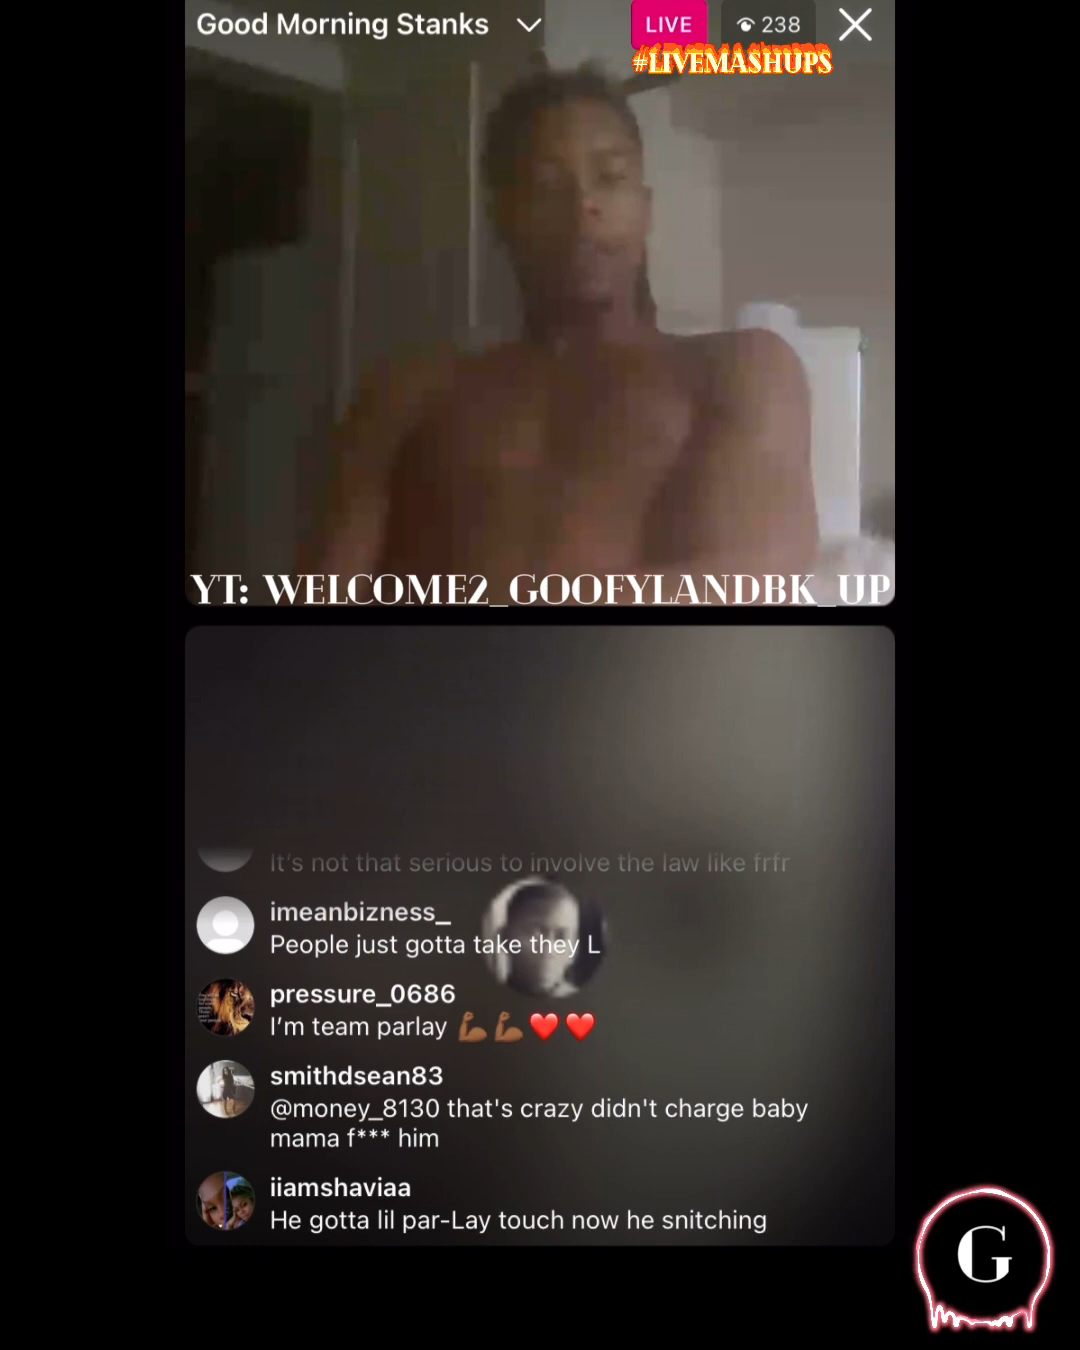 Good Morning Stanks
LIVE
238
#LIVEMASHUPS
YT: WELCOME2_GOOFYLANDBK_UP
It's not that serious to involve the law like frfr
imeanbizness_
People just gotta take they L
pressure_0686
I'm team parlay 💪🏾💪🏾❤️❤️
smithdsean83
@money_8130 that's crazy didn't charge baby
mama f*** him
iiamshaviaa
He gotta lil par-Lay touch now he snitching
G